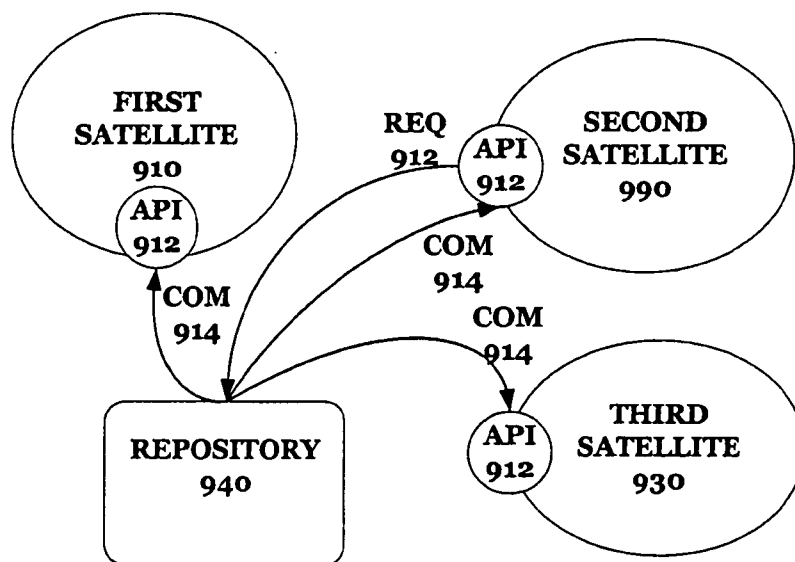 FIRST
SATELLITE
910
API
912
COM
914
REQ
912
API
912
SECOND
SATELLITE
990
COM
914
COM
914
API
912
THIRD
SATELLITE
930
REPOSITORY
940